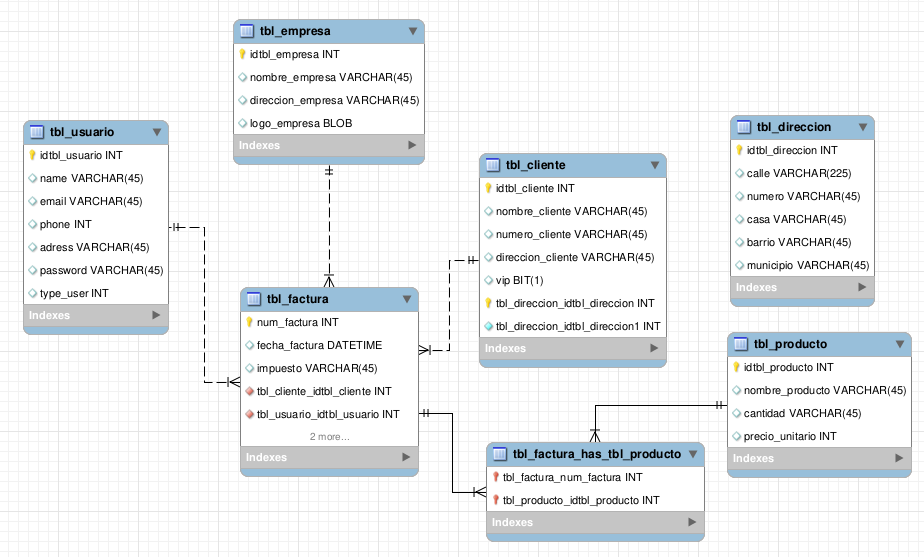 tbl_empresa
idtbl_empresa INT
nombre_empresa VARCHAR(45)
direccion_empresa VARCHAR(45)
logo_empresa BLOB
Indexes
tbl_usuario
idtbl_usuario INT
name VARCHAR(45)
email VARCHAR(45)
phone INT
adress VARCHAR(45)
password VARCHAR(45)
type_user INT
Indexes
tbl_cliente
idtbl_cliente INT
nombre_cliente VARCHAR(45)
numero_cliente VARCHAR(45)
direccion_cliente VARCHAR(45)
vip BIT(1)
tbl_direccion_idtbl_direccion INT
tbl_direccion_idtbl_direccion1 INT
Indexes
tbl_direccion
idtbl_direccion INT
calle VARCHAR(225)
numero VARCHAR(45)
casa VARCHAR(45)
barrio VARCHAR(45)
municipio VARCHAR(45)
Indexes
tbl_factura
num_factura INT
fecha_factura DATETIME
impuesto VARCHAR(45)
tbl_cliente_idtbl_cliente INT
tbl_usuario_idtbl_usuario INT
2 more...
Indexes
tbl_producto
idtbl_producto INT
nombre_producto VARCHAR(45)
cantidad VARCHAR(45)
precio_unitario INT
Indexes
tbl_factura_has_tbl_producto
tbl_factura_num_factura INT
tbl_producto_idtbl_producto INT
Indexes